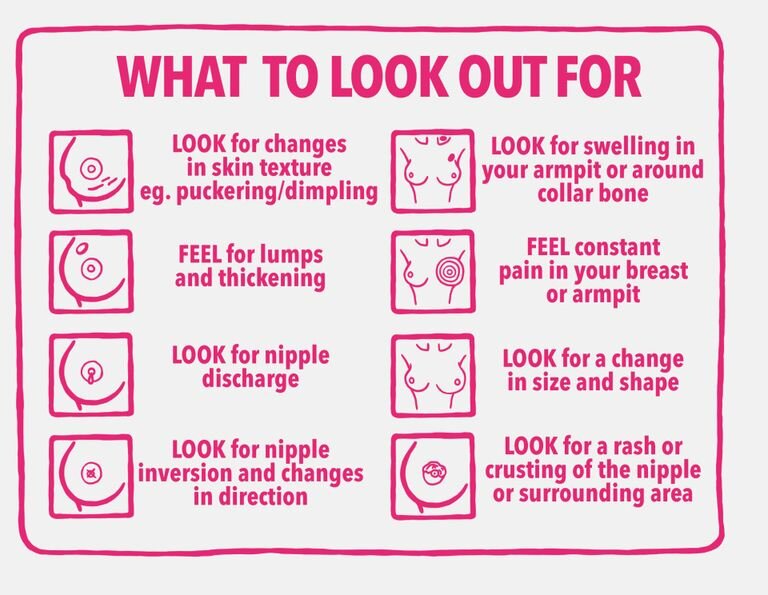 WHAT TO LOOK OUT FOR
LOOK for changes
in skin texture
eg. puckering/dimpling
FEEL for lumps
and thickening
LOOK for nipple
discharge
LOOK for nipple
inversion and changes
in direction
LOOK for swelling in
your armpit or around
collar bone
FEEL constant
pain in your breast
or armpit
LOOK for a change
in size and shape
LOOK for a rash or
crusting of the nipple
or surrounding area